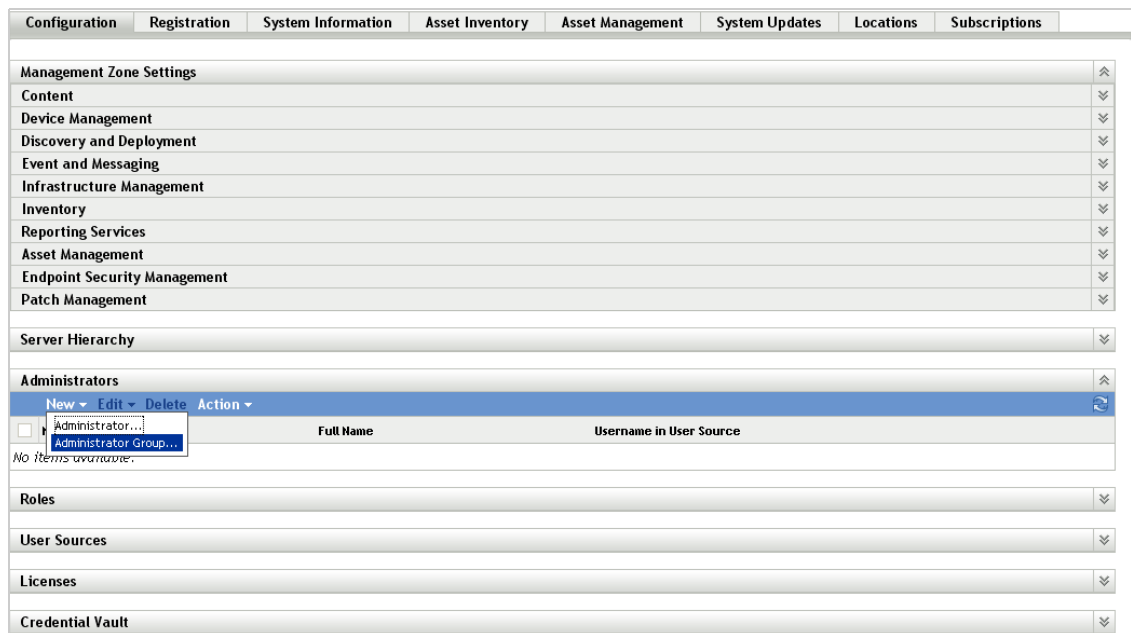 Configuration Registration System Information Asset Inventory Asset Management System Updates Locations Subscriptions
Management Zone Settings
Content
Device Management
Discovery and Deployment
Event and Messaging
Infrastructure Management
Inventory
Reporting Services
Asset Management
Endpoint Security Management
Patch Management
Server Hierarchy
Administrators
New Edit Delete Action
Administrator...
Administrator Group...
Full Name Username in User Source
No items available.
Roles
User Sources
Licenses
Credential Vault